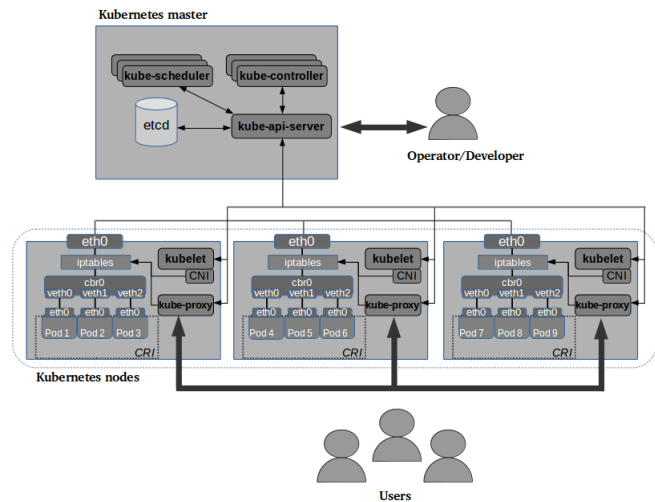 Kubernetes master
kube-scheduler
kube-controller
etcd
kube-api-server
Operator/Developer
eth0
iptables
kubelet
CNI
cbr0
veth0 veth1 veth2
kube-proxy
eth0 eth0 eth0
Pod 1 Pod 2 Pod 3
CRI
eth0
iptables
kubelet
CNI
cbr0
veth0 veth1 veth2
kube-proxy
eth0 eth0 eth0
Pod 4 Pod 5 Pod 6
CRI
eth0
iptables
kubelet
CNI
cbr0
veth0 veth1 veth2
kube-proxy
eth0 eth0 eth0
Pod 7 Pod 8 Pod 9
CRI
Kubernetes nodes
Users